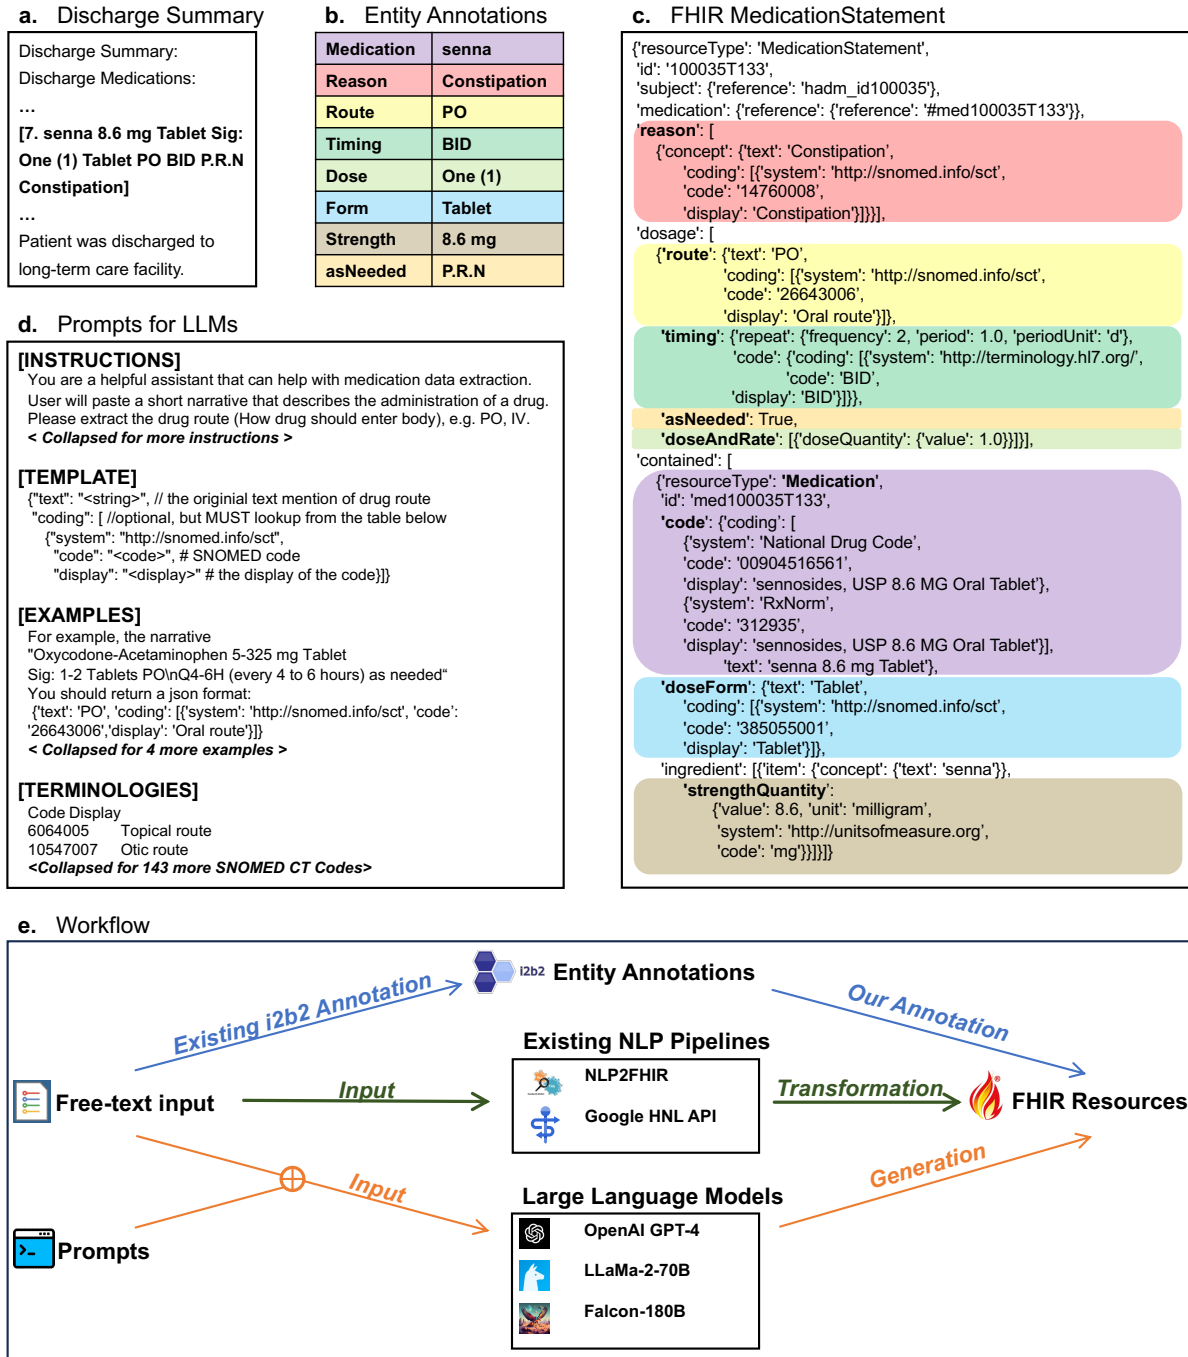 a. Discharge Summary
Discharge Summary:
Discharge Medications:
...
[7. senna 8.6 mg Tablet Sig:
One (1) Tablet PO BID P.R.N
Constipation]
...
Patient was discharged to
long-term care facility.
b. Entity Annotations
Medication senna
Reason Constipation
Route PO
Timing BID
Dose One (1)
Form Tablet
Strength 8.6 mg
asNeeded P.R.N
c. FHIR MedicationStatement
{'resourceType': 'MedicationStatement',
'id': '100035T133',
'subject': {'reference': 'hadm_id100035'},
'medication': {'reference': {'reference': '#med100035T133'}},
'reason': [
{'concept': {'text': 'Constipation',
'coding': [{'system': 'http://snomed.info/sct',
'code': '14760008',
'display': 'Constipation'}]}}],
'dosage': [
{'route': {'text': 'PO',
'coding': [{'system': 'http://snomed.info/sct',
'code': '26643006',
'display': 'Oral route'}]},
'timing': {'repeat': {'frequency': 2, 'period': 1.0, 'periodUnit': 'd'},
'code': {'coding': [{'system': 'http://terminology.hl7.org/',
'code': 'BID',
'display': 'BID'}]}},
'asNeeded': True,
'doseAndRate': [{'doseQuantity': {'value': 1.0}}]}],
'contained': [
{'resourceType': 'Medication',
'id': 'med100035T133',
'code': {'coding': [
{'system': 'National Drug Code',
'code': '00904516561',
'display': 'sennosides, USP 8.6 MG Oral Tablet'},
{'system': 'RxNorm',
'code': '312935',
'display': 'sennosides, USP 8.6 MG Oral Tablet'}],
'text': 'senna 8.6 mg Tablet'},
'doseForm': {'text': 'Tablet',
'coding': [{'system': 'http://snomed.info/sct',
'code': '385055001',
'display': 'Tablet'}]},
'ingredient': [{'item': {'concept': {'text': 'senna'}},
'strengthQuantity':
{'value': 8.6, 'unit': 'milligram',
'system': 'http://unitsofmeasure.org',
'code': 'mg'}}]}]}
d. Prompts for LLMs
[INSTRUCTIONS]
You are a helpful assistant that can help with medication data extraction.
User will paste a short narrative that describes the administration of a drug.
Please extract the drug route (How drug should enter body), e.g. PO, IV.
< Collapsed for more instructions >
[TEMPLATE]
{"text": "<string>", // the originial text mention of drug route
"coding": [ //optional, but MUST lookup from the table below
{"system": "http://snomed.info/sct",
"code": "<code>", # SNOMED code
"display": "<display>" # the display of the code}]}
[EXAMPLES]
For example, the narrative
"Oxycodone-Acetaminophen 5-325 mg Tablet
Sig: 1-2 Tablets PO\nQ4-6H (every 4 to 6 hours) as needed"
You should return a json format:
{'text': 'PO', 'coding': [{'system': 'http://snomed.info/sct', 'code':
'26643006','display': 'Oral route'}]}
< Collapsed for 4 more examples >
[TERMINOLOGIES]
Code Display
6064005 Topical route
10547007 Otic route
<Collapsed for 143 more SNOMED CT Codes>
e. Workflow
i2b2 Entity Annotations
Existing i2b2 Annotation
Our Annotation
Existing NLP Pipelines
NLP2FHIR
Google HNL API
Free-text input
Input
Transformation
FHIR Resources
Input
Generation
Large Language Models
OpenAI GPT-4
LLaMa-2-70B
Falcon-180B
Prompts